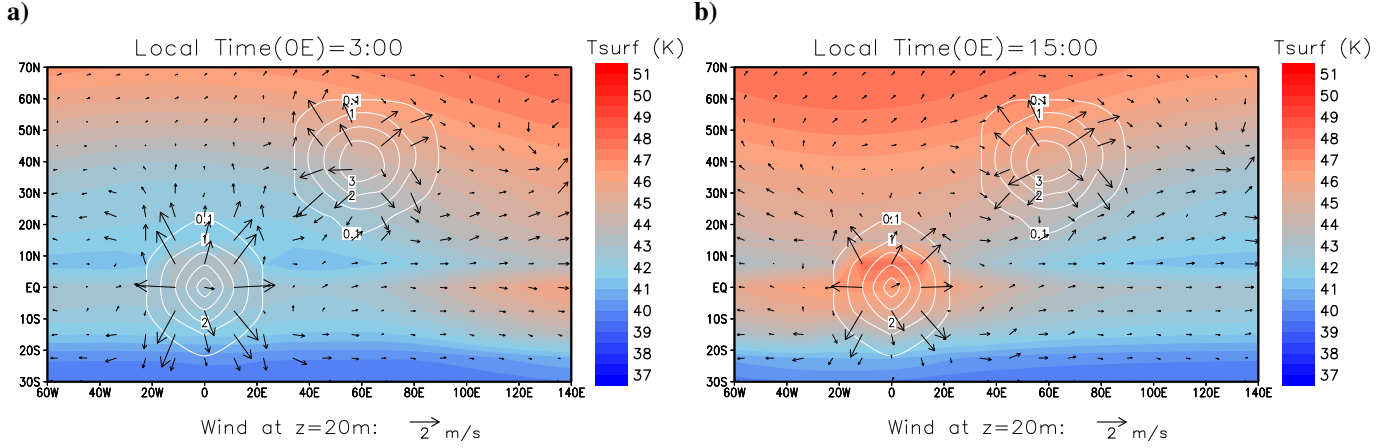 a)
Local Time(0E)=3:00
Tsurf (K)
70N
60N
50N
40N
30N
20N
10N
EQ
10S
20S
30S
60W 40W 20W 0 20E 40E 60E 80E 100E 120E 140E
0.1
1
3
2
0.1
0.1
1
2
51
50
49
48
47
46
45
44
43
42
41
40
39
38
37
Wind at z=20m: 2 m/s
b)
Local Time(0E)=15:00
Tsurf (K)
70N
60N
50N
40N
30N
20N
10N
EQ
10S
20S
30S
60W 40W 20W 0 20E 40E 60E 80E 100E 120E 140E
0.1
1
3
2
0.1
0.1
1
2
51
50
49
48
47
46
45
44
43
42
41
40
39
38
37
Wind at z=20m: 2 m/s